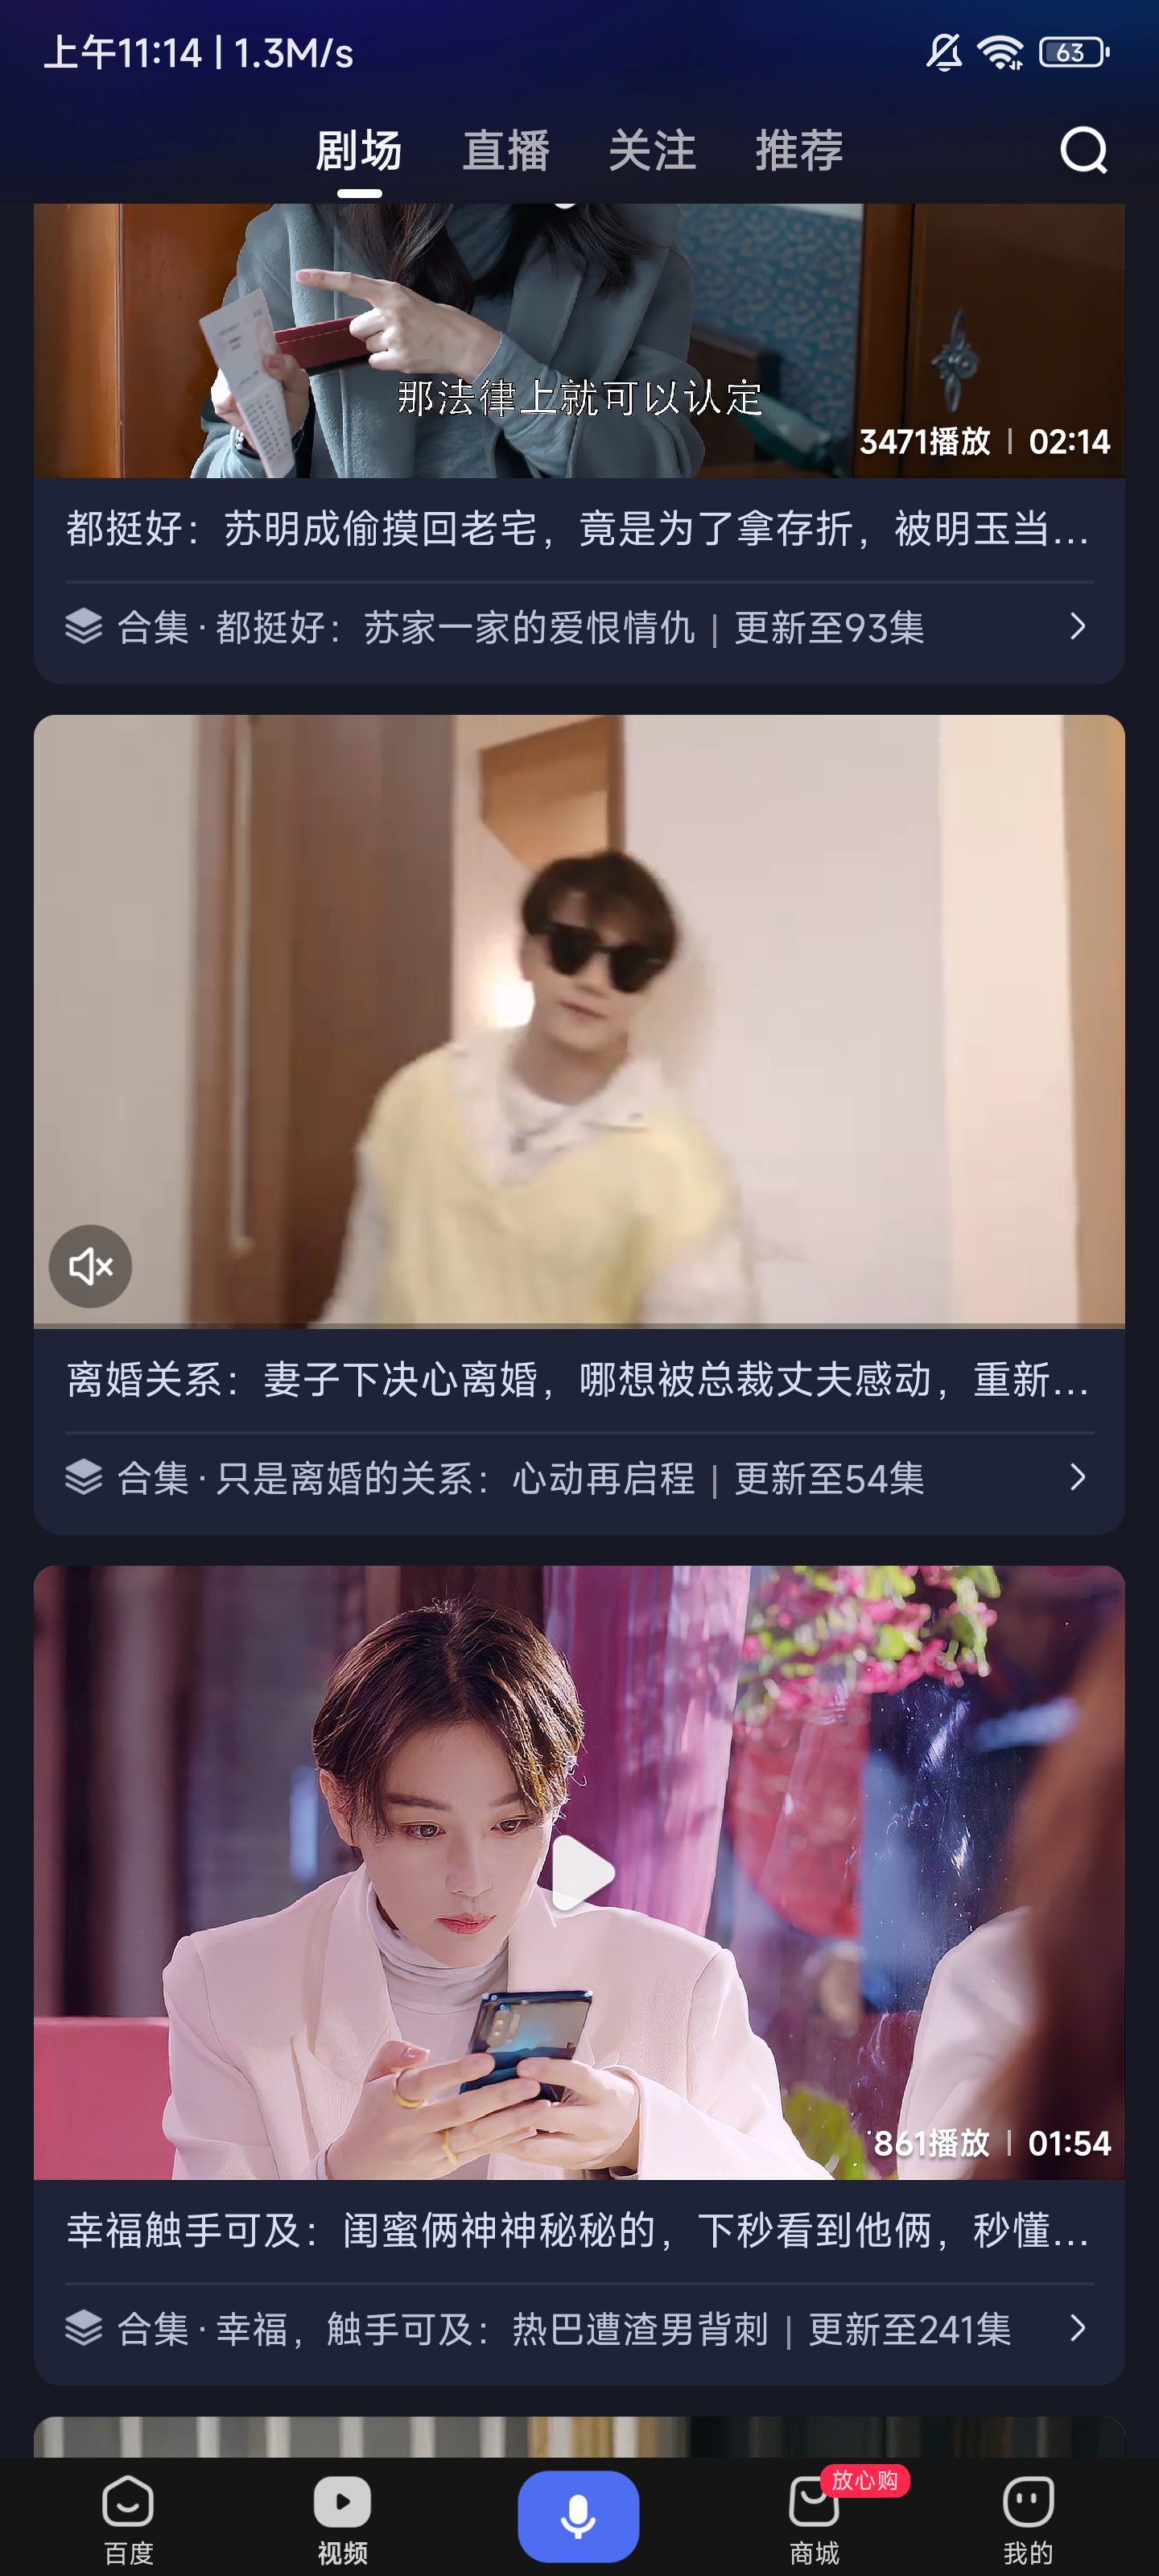 上午11:14 | 1.3M/s
63
剧场 直播 关注 推荐
那法律上就可以认定
3471播放 | 02:14
都挺好：苏明成偷摸回老宅，竟是为了拿存折，被明玉当...
合集·都挺好：苏家一家的爱恨情仇 | 更新至93集
离婚关系：妻子下决心离婚，哪想被总裁丈夫感动，重新...
合集·只是离婚的关系：心动再启程 | 更新至54集
861播放 | 01:54
幸福触手可及：闺蜜俩神神秘秘的，下秒看到他俩，秒懂...
合集·幸福，触手可及：热巴遭渣男背刺 | 更新至241集
放心购
百度 视频 商城 我的